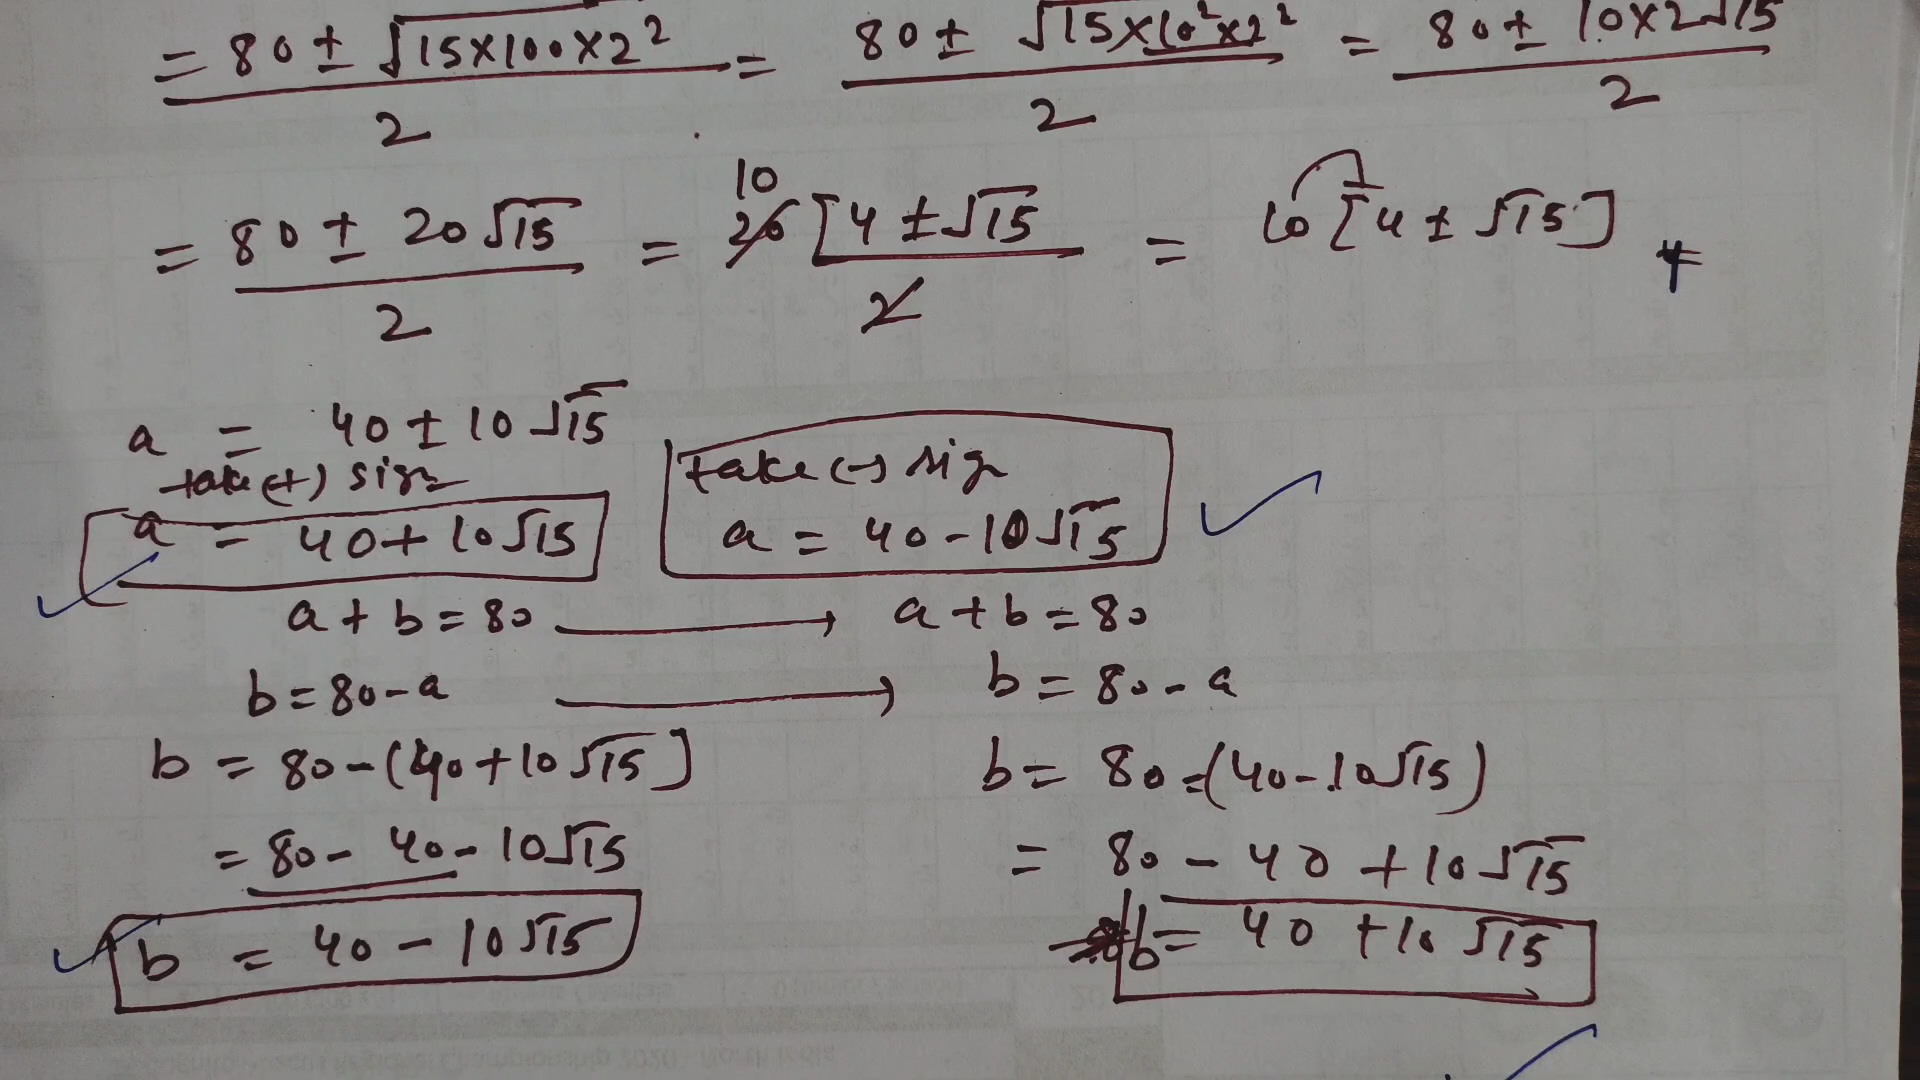 = 80 ± √15×100×2² / 2 = 80 ± √15×10²×2² / 2 = 80 ± 10×2√15 / 2
= 80 ± 20√15 / 2 = 10 20 [4 ± √15 / 2 = 10 [4 ± √15]
a = 40 ± 10√15
take (+) sign
a = 40 + 10√15
take (-) sign
a = 40 - 10√15
a + b = 80 → a + b = 80
b = 80 - a → b = 80 - a
b = 80 - (40 + 10√15]
= 80 - 40 - 10√15
b = 40 - 10√15
b = 80 - (40 - 10√15)
= 80 - 40 + 10√15
b = 40 + 10√15